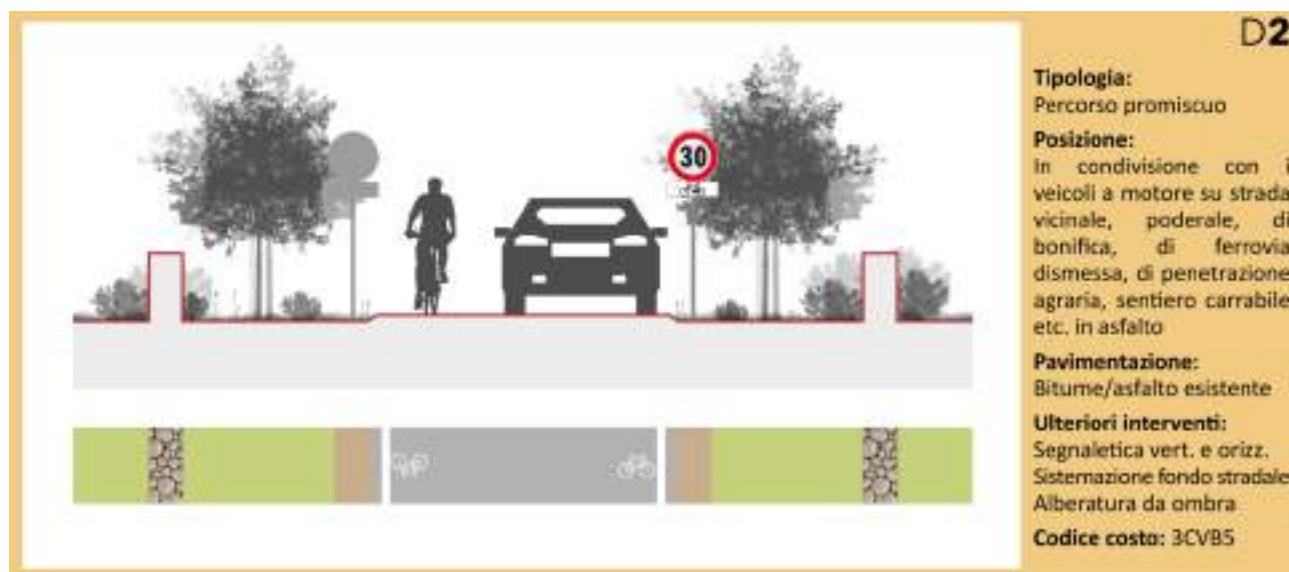 D2
Tipologia:
Percorso promiscuo
Posizione:
In condivisione con i
veicoli a motore su strada
vicinale, poderale, di
bonifica, di ferrovia
dismessa, di penetrazione
agraria, sentiero carrabile
etc. in asfalto
Pavimentazione:
Bitume/asfalto esistente
Ulteriori interventi:
Segnaletica vert. e orizz.
Sistemazione fondo stradale
Alberatura da ombra
Codice costo: 3CVB5
30